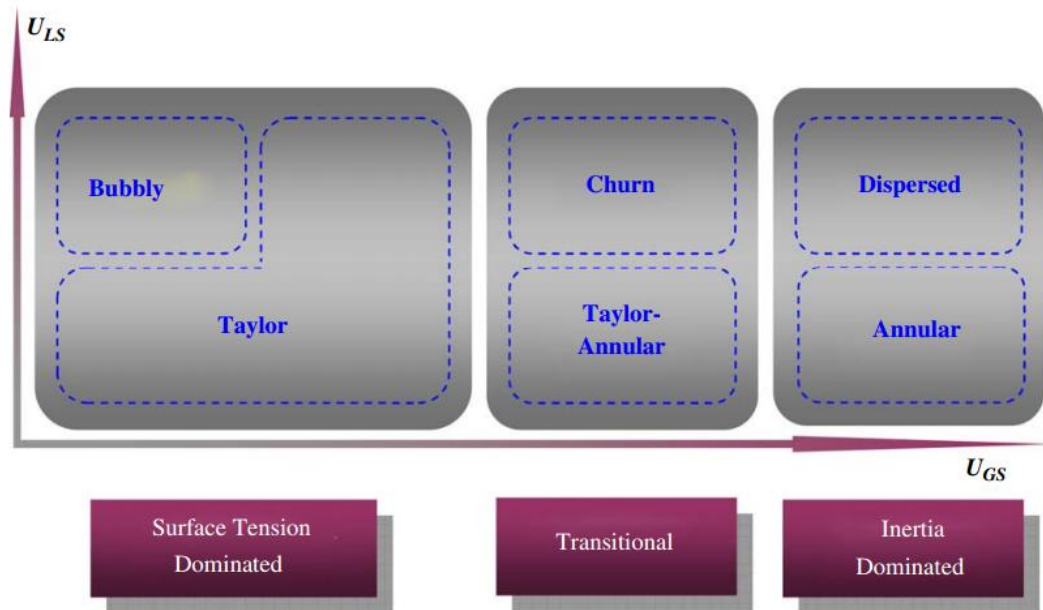 U_LS
Bubbly
Churn
Dispersed
Taylor
Taylor-
Annular
Annular
U_GS
Surface Tension
Dominated
Transitional
Inertia
Dominated